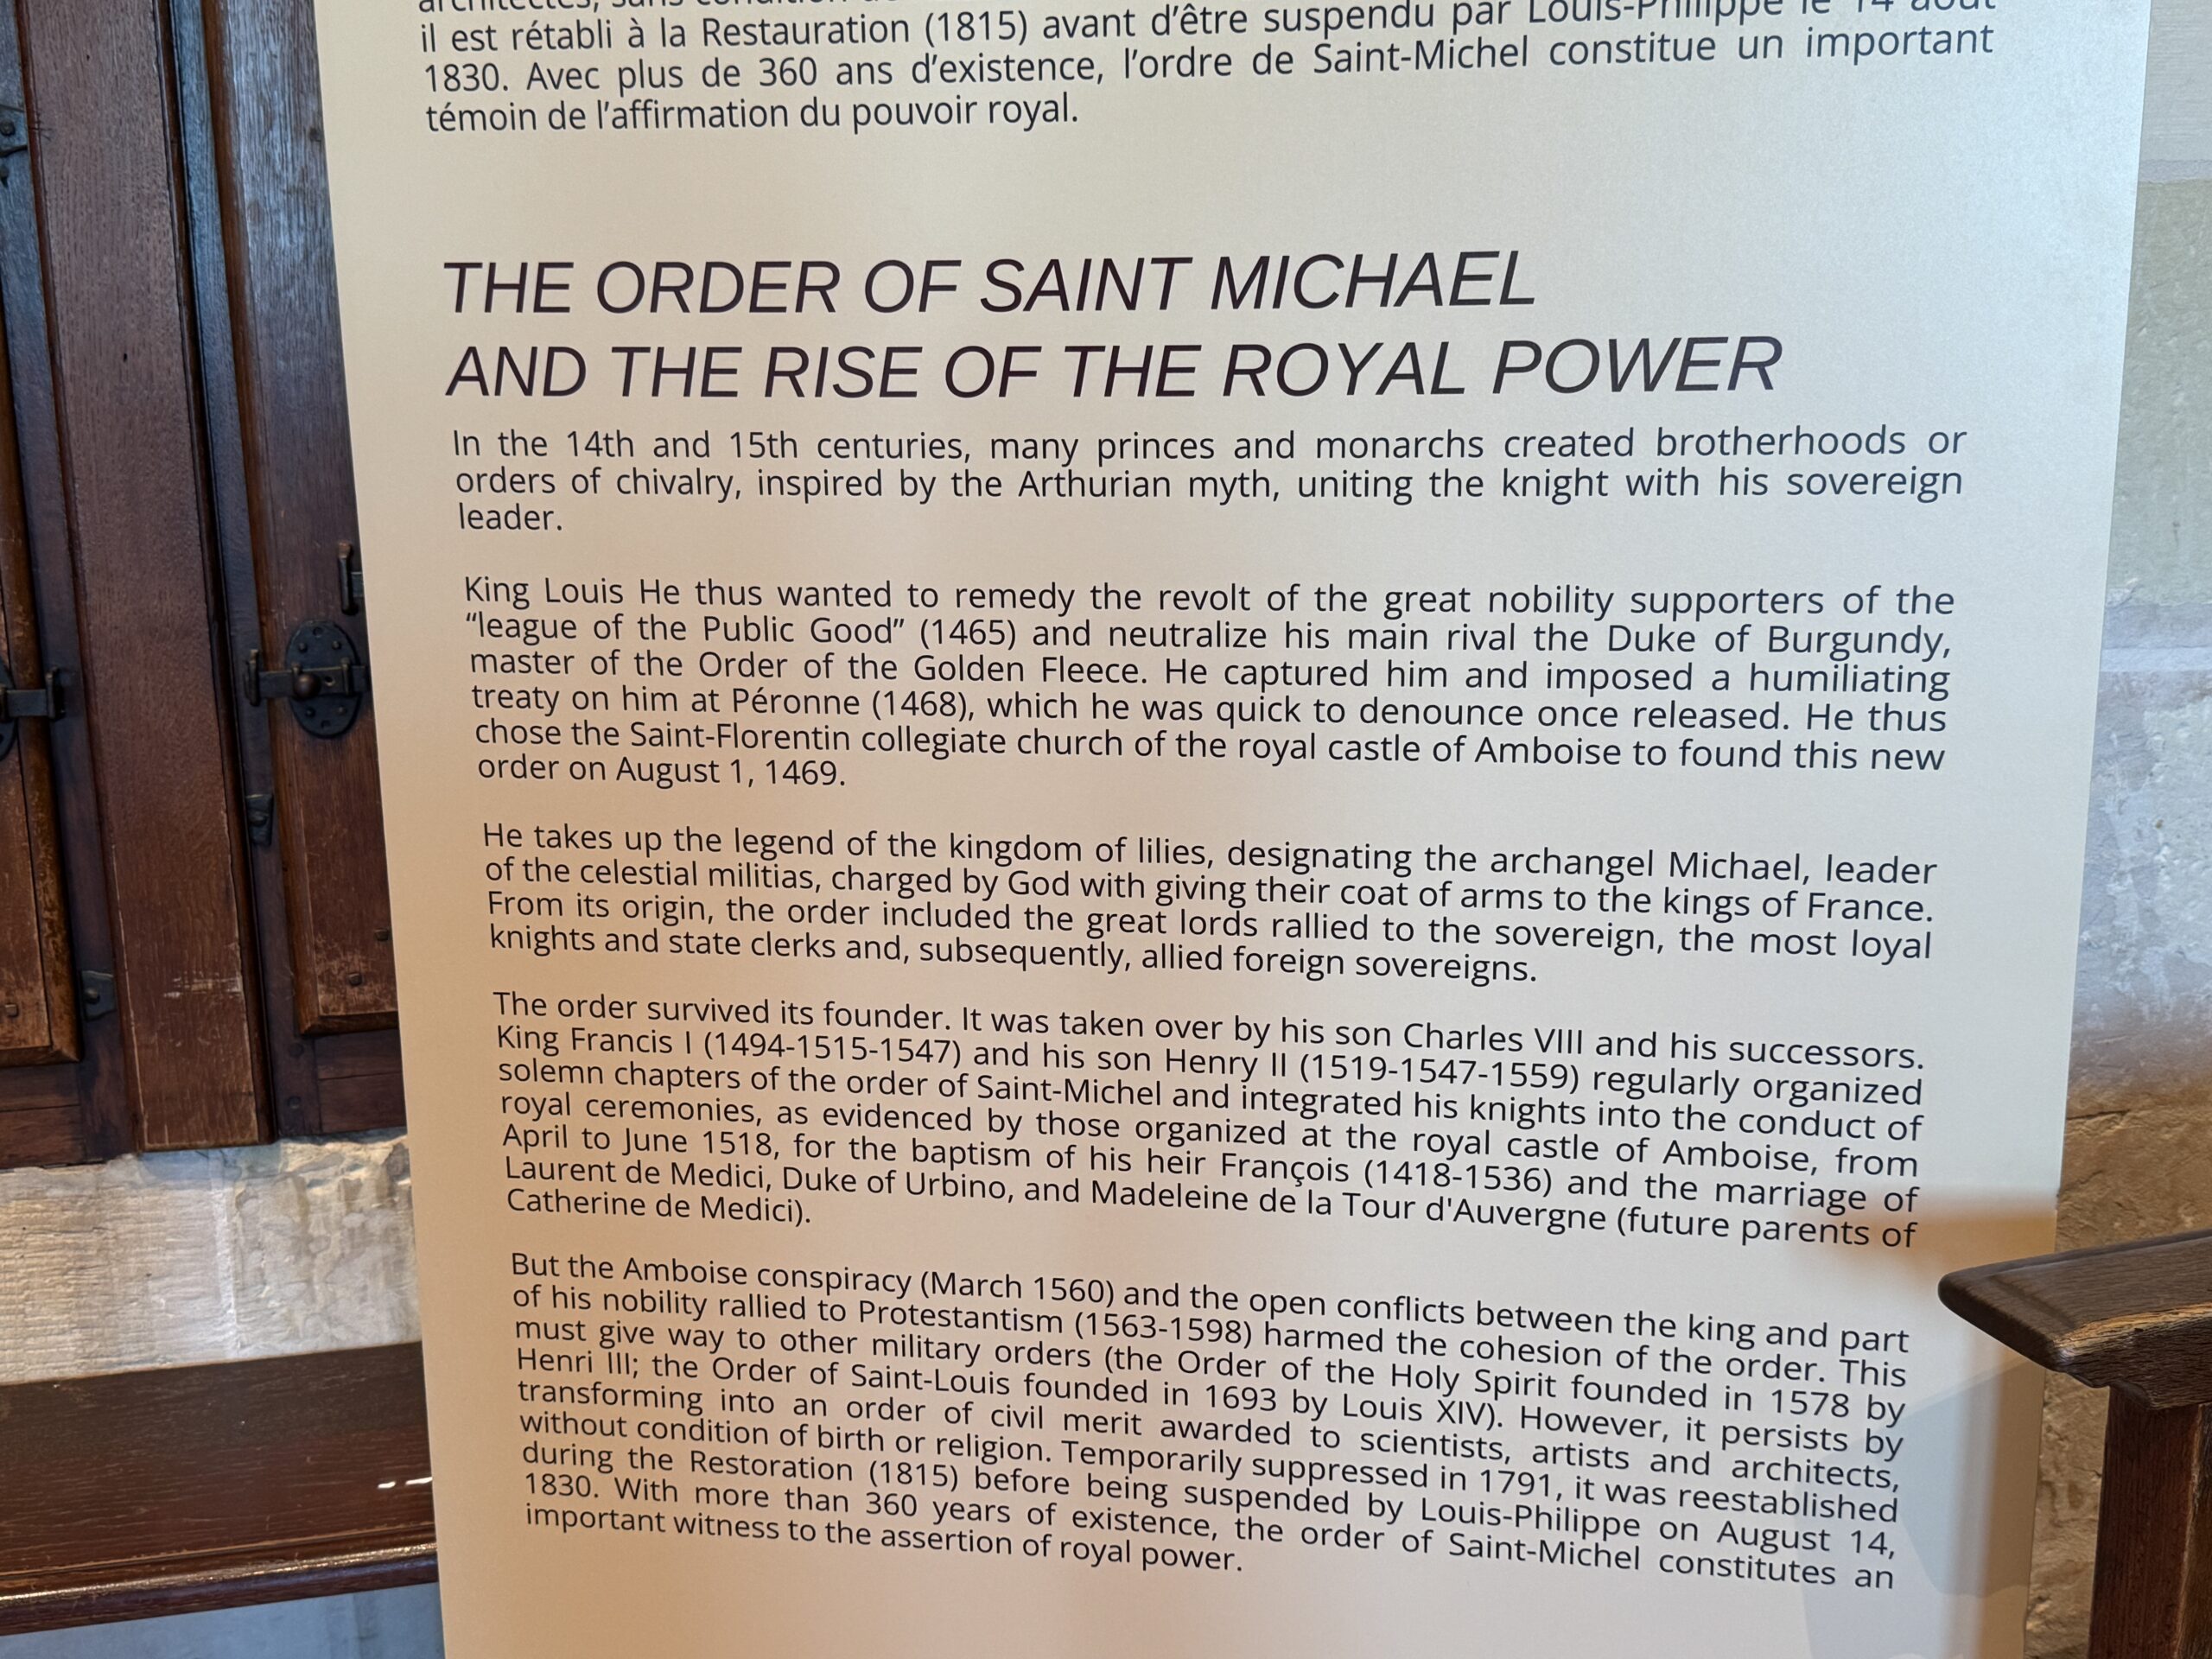 il est rétabli à la Restauration (1815) avant d'être suspendu par Louis-Philippe le 14 août
1830. Avec plus de 360 ans d'existence, l'ordre de Saint-Michel constitue un important
témoin de l'affirmation du pouvoir royal.
THE ORDER OF SAINT MICHAEL
AND THE RISE OF THE ROYAL POWER
In the 14th and 15th centuries, many princes and monarchs created brotherhoods or
orders of chivalry, inspired by the Arthurian myth, uniting the knight with his sovereign
leader.
King Louis He thus wanted to remedy the revolt of the great nobility supporters of the
“league of the Public Good” (1465) and neutralize his main rival the Duke of Burgundy,
master of the Order of the Golden Fleece. He captured him and imposed a humiliating
treaty on him at Péronne (1468), which he was quick to denounce once released. He thus
chose the Saint-Florentin collegiate church of the royal castle of Amboise to found this new
order on August 1, 1469.
He takes up the legend of the kingdom of lilies, designating the archangel Michael, leader
of the celestial militias, charged by God with giving their coat of arms to the kings of France.
From its origin, the order included the great lords rallied to the sovereign, the most loyal
knights and state clerks and, subsequently, allied foreign sovereigns.
The order survived its founder. It was taken over by his son Charles VIII and his successors.
King Francis I (1494-1515-1547) and his son Henry II (1519-1547-1559) regularly organized
solemn chapters of the order of Saint-Michel and integrated his knights into the conduct of
royal ceremonies, as evidenced by those organized at the royal castle of Amboise, from
April to June 1518, for the baptism of his heir François (1418-1536) and the marriage of
Laurent de Medici, Duke of Urbino, and Madeleine de la Tour d'Auvergne (future parents of
Catherine de Medici).
But the Amboise conspiracy (March 1560) and the open conflicts between the king and part
of his nobility rallied to Protestantism (1563-1598) harmed the cohesion of the order. This
must give way to other military orders (the Order of the Holy Spirit founded in 1578 by
Henri III; the Order of Saint-Louis founded in 1693 by Louis XIV). However, it persists by
transforming into an order of civil merit awarded to scientists, artists and architects,
without condition of birth or religion. Temporarily suppressed in 1791, it was reestablished
during the Restoration (1815) before being suspended by Louis-Philippe on August 14,
1830. With more than 360 years of existence, the order of Saint-Michel constitutes an
important witness to the assertion of royal power.